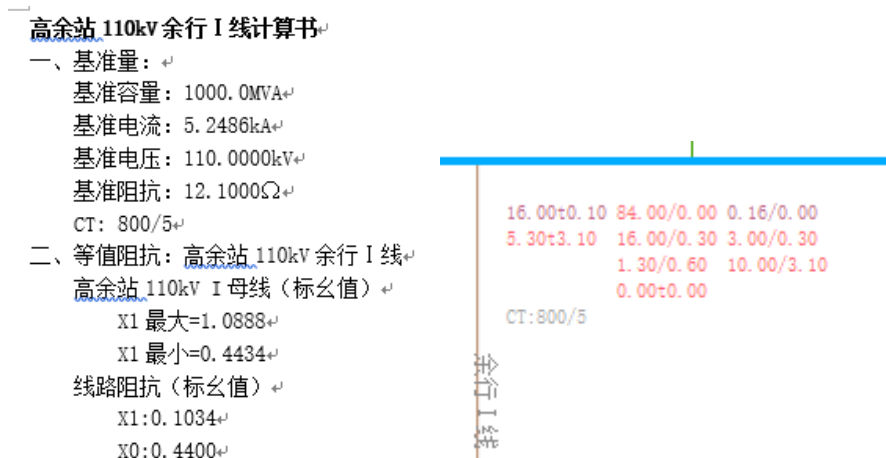 高余站 110kV 余行Ⅰ线计算书
一、基准量：
基准容量：1000.0MVA
基准电流：5.2486kA
基准电压：110.0000kV
基准阻抗：12.1000Ω
CT: 800/5
二、等值阻抗：高余站 110kV 余行Ⅰ线
高余站 110kV I 母线（标幺值）
X1 最大=1.0888
X1 最小=0.4434
线路阻抗（标幺值）
X1:0.1034
X0:0.4400
16.00t0.10 84.00/0.00 0.16/0.00
5.30t3.10 16.00/0.30 3.00/0.30
1.30/0.60 10.00/3.10
0.00t0.00
CT:800/5
余行Ⅰ线